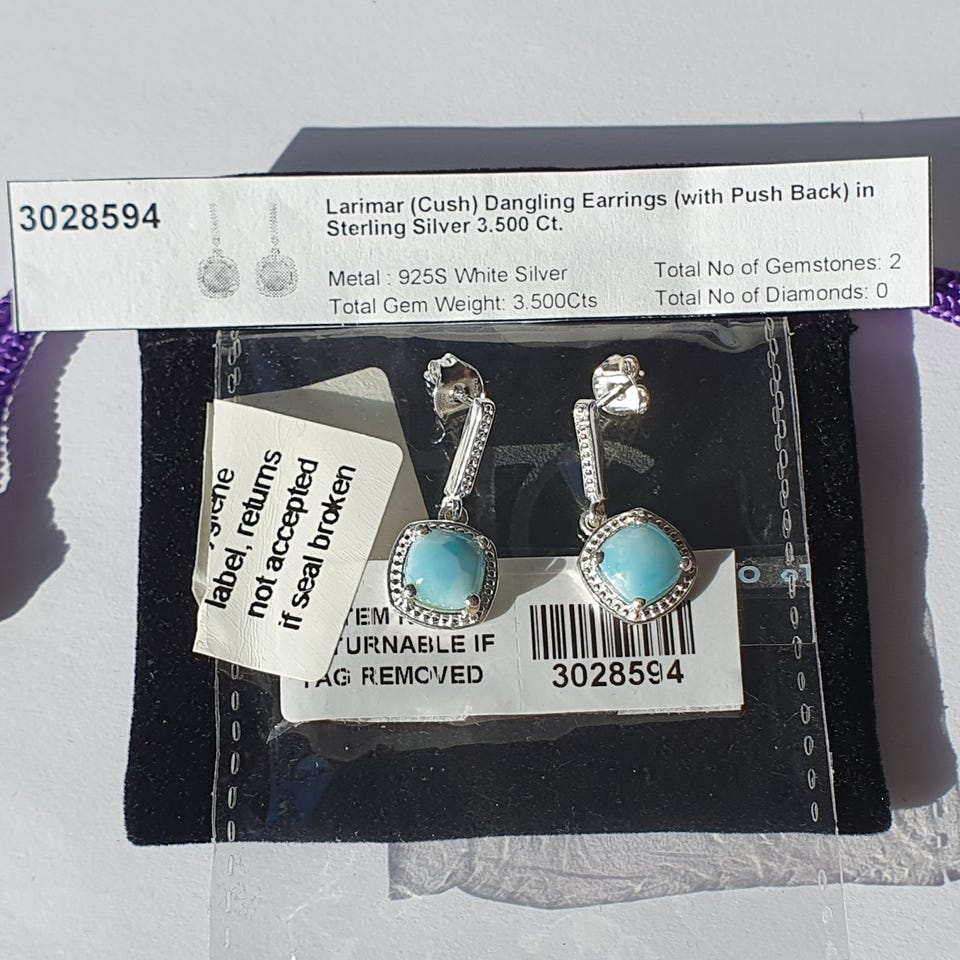 3028594
Larimar (Cush) Dangling Earrings (with Push Back) in
Sterling Silver 3.500 Ct.
Metal : 925S White Silver
Total Gem Weight: 3.500Cts
Total No of Gemstones: 2
Total No of Diamonds: 0
label, returns
not accepted
if seal broken
IF
TAG REMOVED
3028594